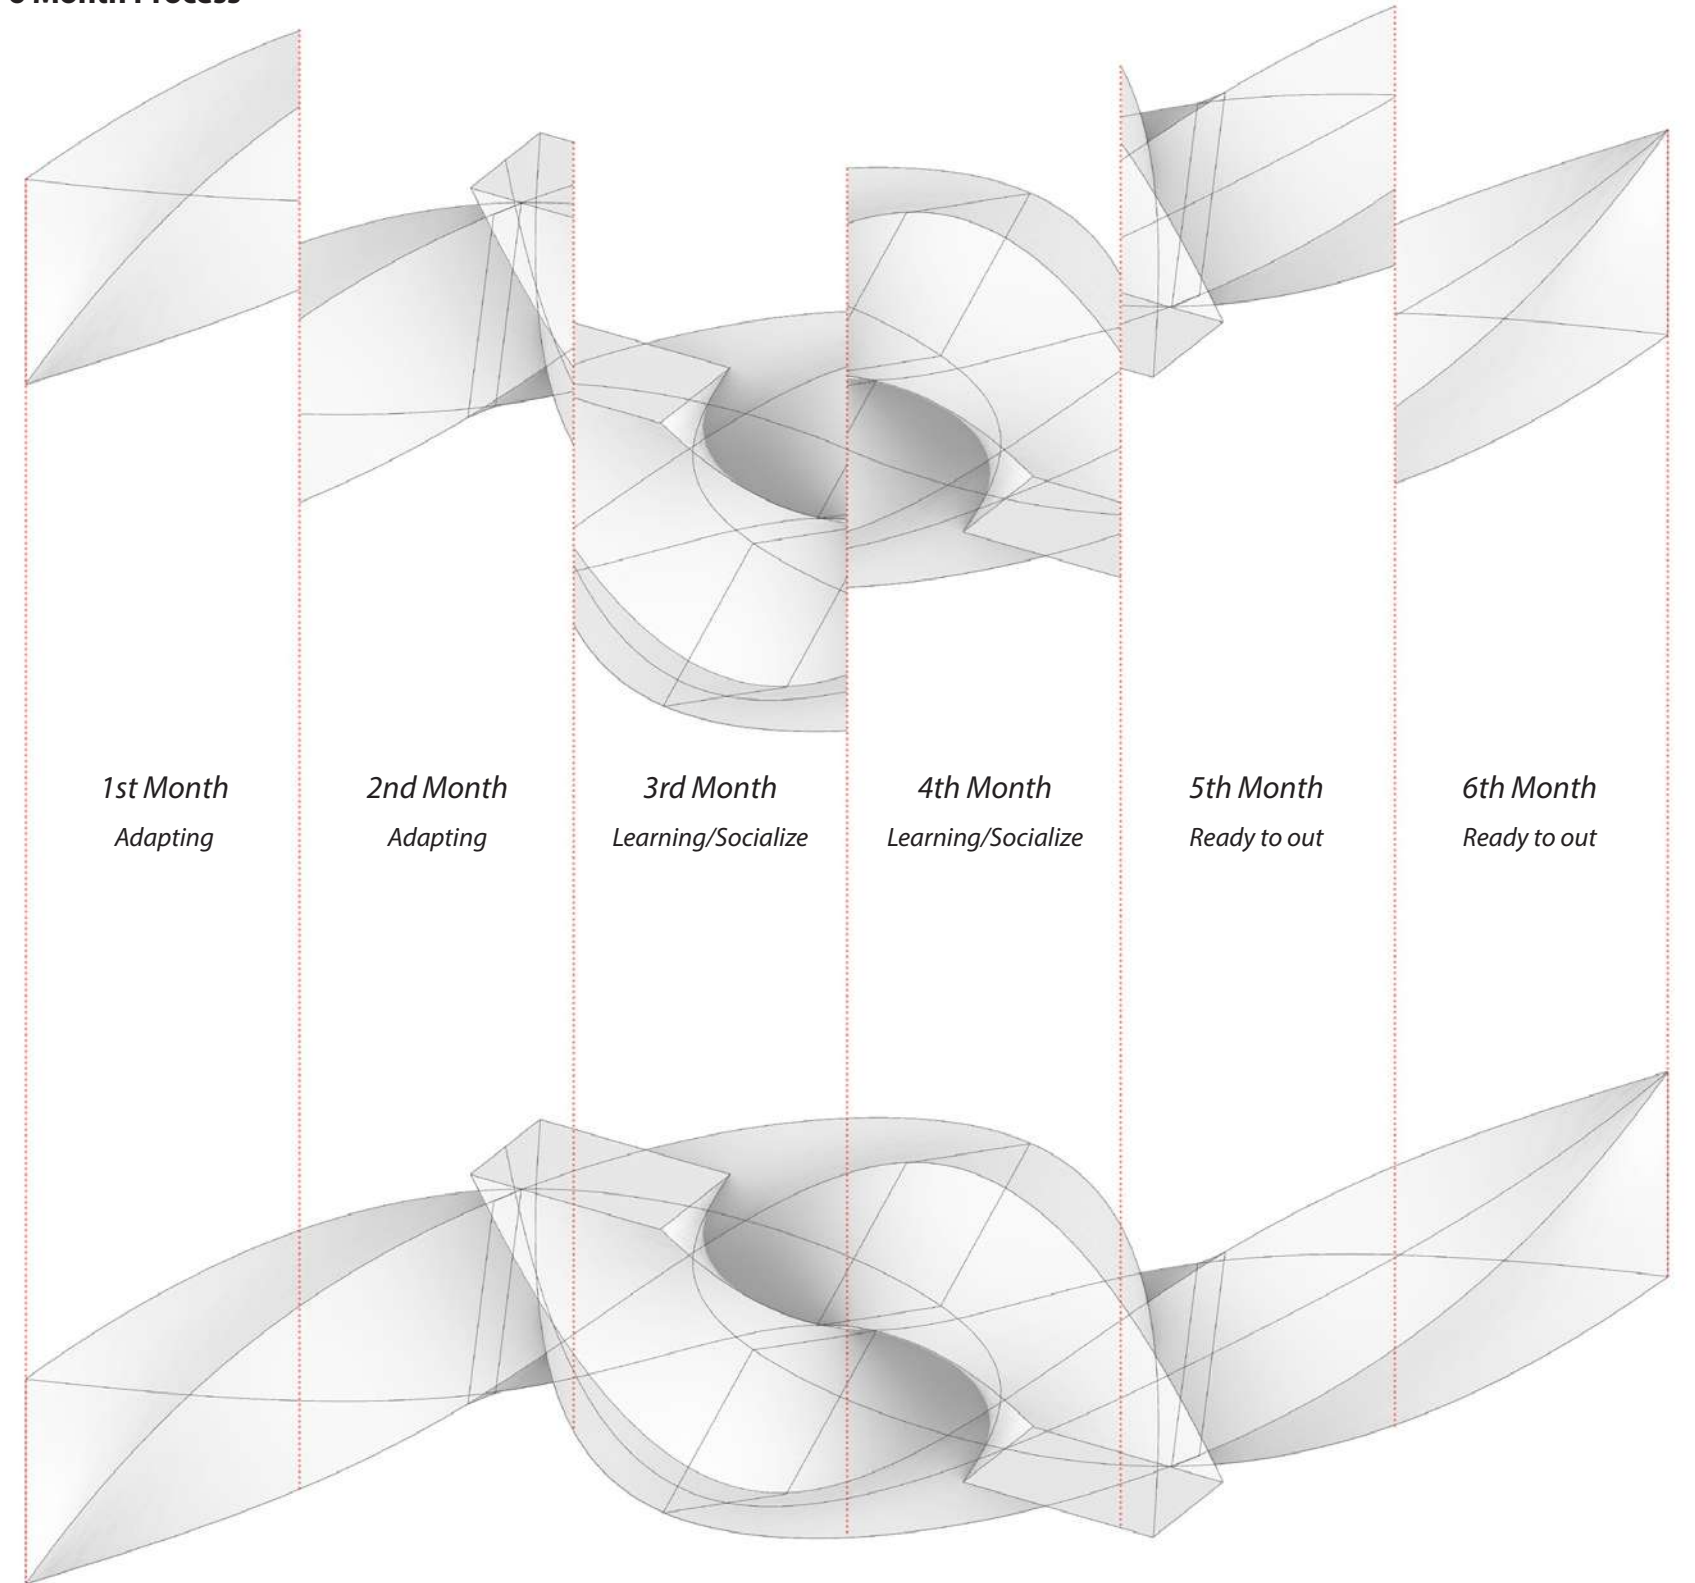 Month Process
1st Month
Adapting
2nd Month
Adapting
3rd Month
Learning/Socialize
4th Month
Learning/Socialize
5th Month
Ready to out
6th Month
Ready to out